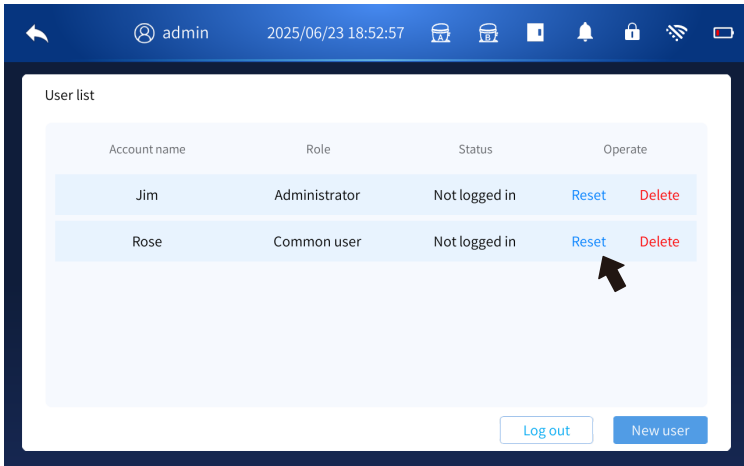 admin 2025/06/23 18:52:57 A B
User list
Account name Role Status Operate
Jim Administrator Not logged in Reset Delete
Rose Common user Not logged in Reset Delete
Log out New user